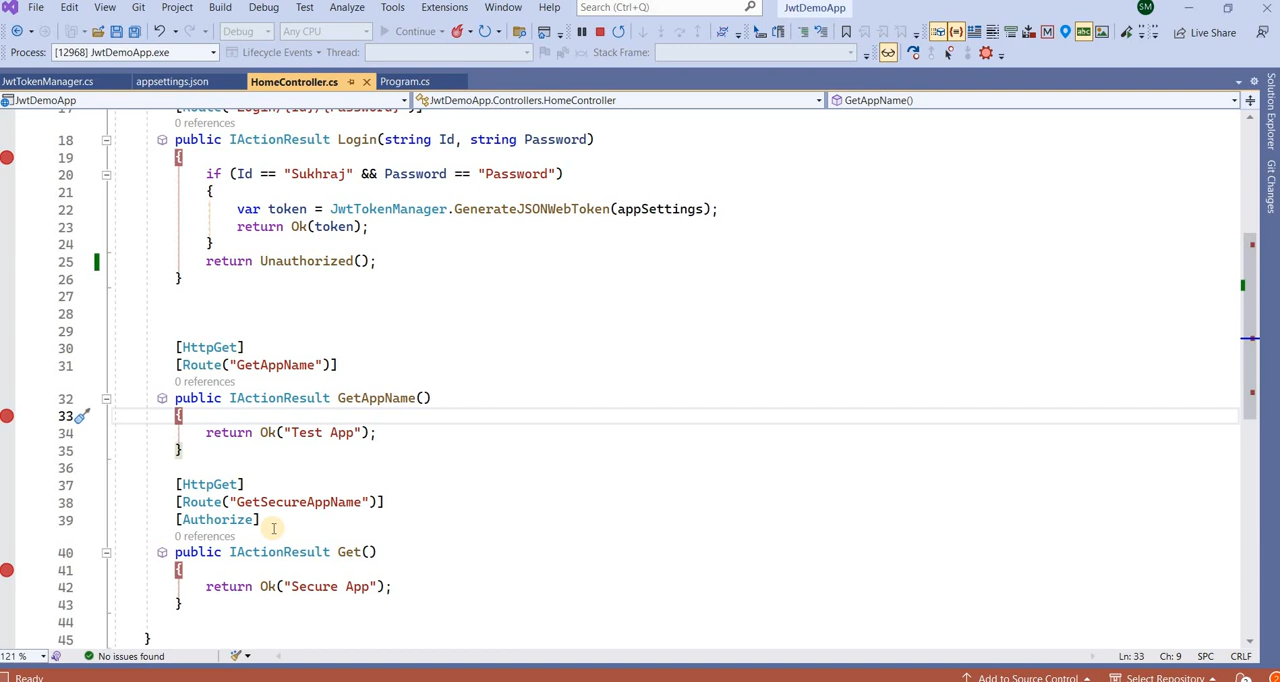 File Edit View Git Project Build Debug Test Analyze Tools Extensions Window Help Search (Ctrl+Q) JwtDemoApp SM
Debug Any CPU Continue Live Share
Process: [12968] JwtDemoApp.exe Lifecycle Events Thread: Stack Frame:
JwtTokenManager.cs appsettings.json HomeController.cs Program.cs
JwtDemoApp JwtDemoApp.Controllers.HomeController GetAppName()
Solution Explorer
Git Changes
0 references
18 public IActionResult Login(string Id, string Password)
19 {
20 if (Id == "Sukhraj" && Password == "Password")
21 {
22 var token = JwtTokenManager.GenerateJSONWebToken(appSettings);
23 return Ok(token);
24 }
25 return Unauthorized();
26 }
27
28
29
30 [HttpGet]
31 [Route("GetAppName")]
0 references
32 public IActionResult GetAppName()
33 {
34 return Ok("Test App");
35 }
36
37 [HttpGet]
38 [Route("GetSecureAppName")]
39 [Authorize]
0 references
40 public IActionResult Get()
41 {
42 return Ok("Secure App");
43 }
44
45 }
121 % No issues found Ln: 33 Ch: 9 SPC CRLF
Ready Add to Source Control Select Repository